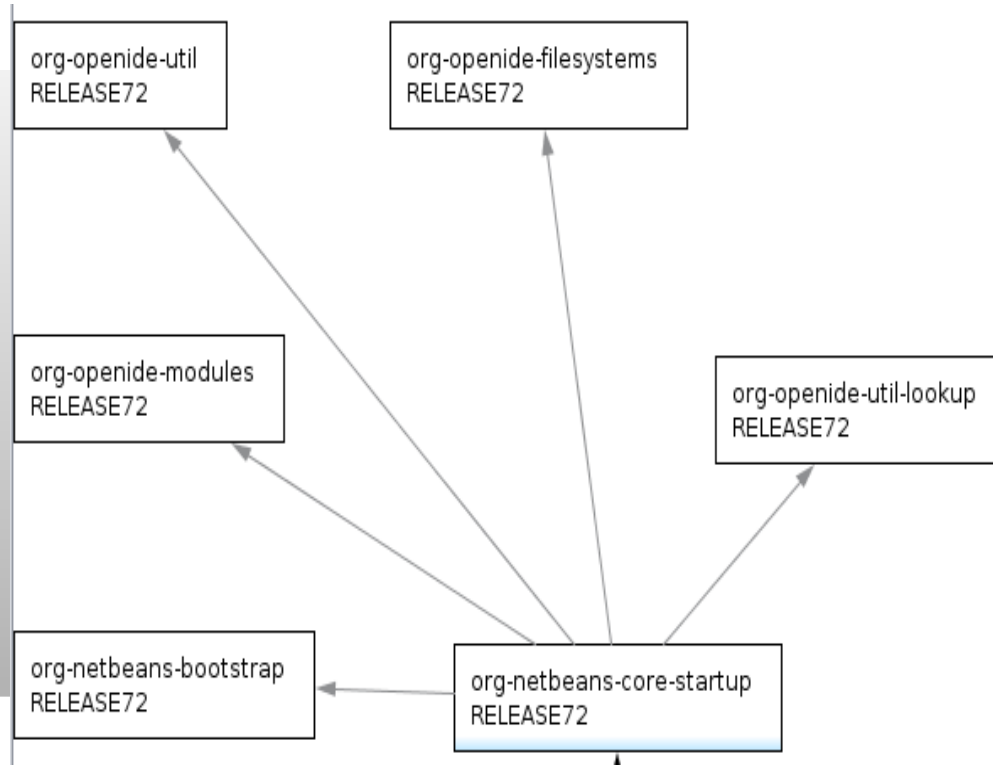 org-openide-util
RELEASE72
org-openide-filesystems
RELEASE72
org-openide-modules
RELEASE72
org-openide-util-lookup
RELEASE72
org-netbeans-bootstrap
RELEASE72
org-netbeans-core-startup
RELEASE72